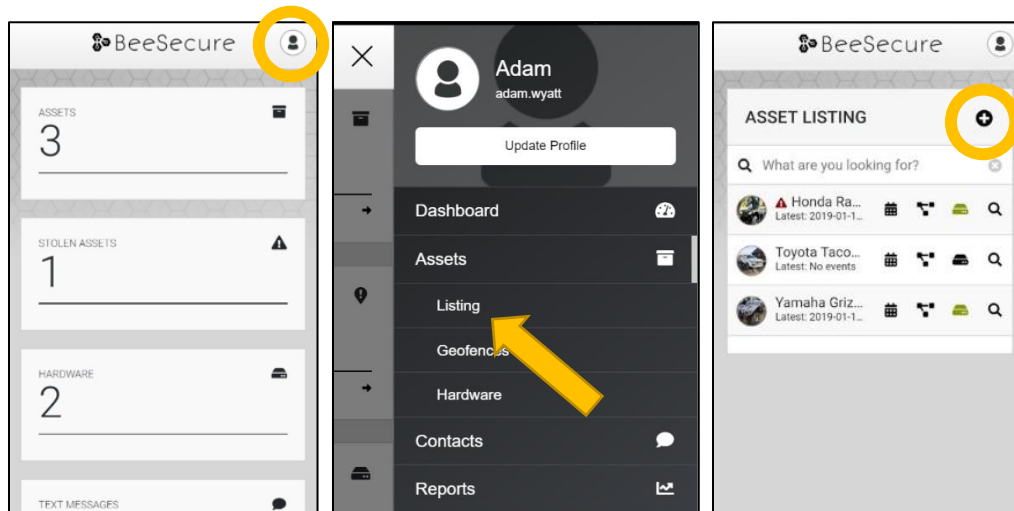 BeeSecure
ASSETS
3
STOLEN ASSETS
1
HARDWARE
2
TEXT MESSAGES
Adam
adam.wyatt
Update Profile
Dashboard
Assets
Listing
Geofences
Hardware
Contacts
Reports
BeeSecure
ASSET LISTING
What are you looking for?
Honda Ra...
Latest: 2019-01-1...
Toyota Taco...
Latest: No events
Yamaha Griz...
Latest: 2019-01-1...